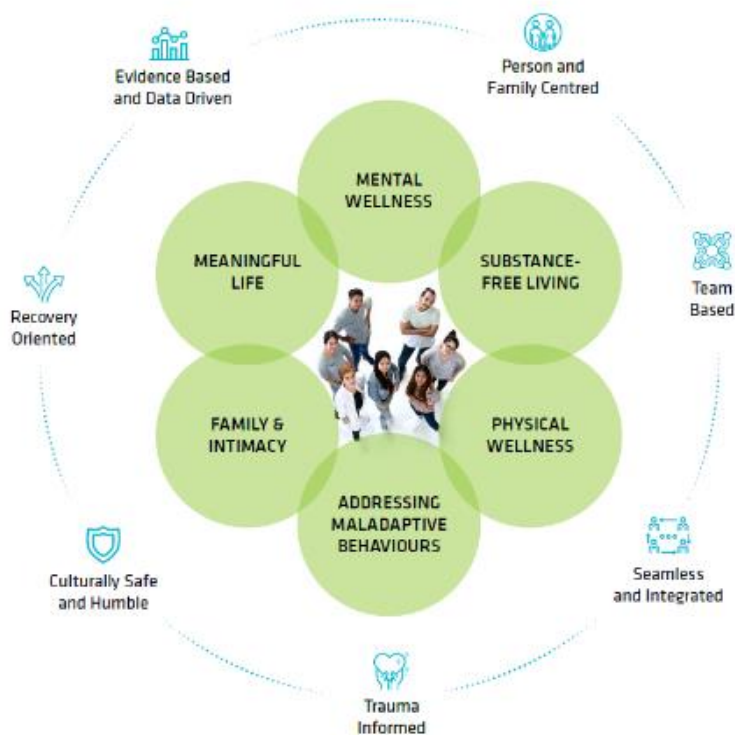 Evidence Based
and Data Driven
Person and
Family Centred
MENTAL
WELLNESS
MEANINGFUL
LIFE
SUBSTANCE-
FREE LIVING
Recovery
Oriented
Team
Based
FAMILY &
INTIMACY
PHYSICAL
WELLNESS
ADDRESSING
MALADAPTIVE
BEHAVIOURS
Culturally Safe
and Humble
Seamless
and Integrated
Trauma
Informed